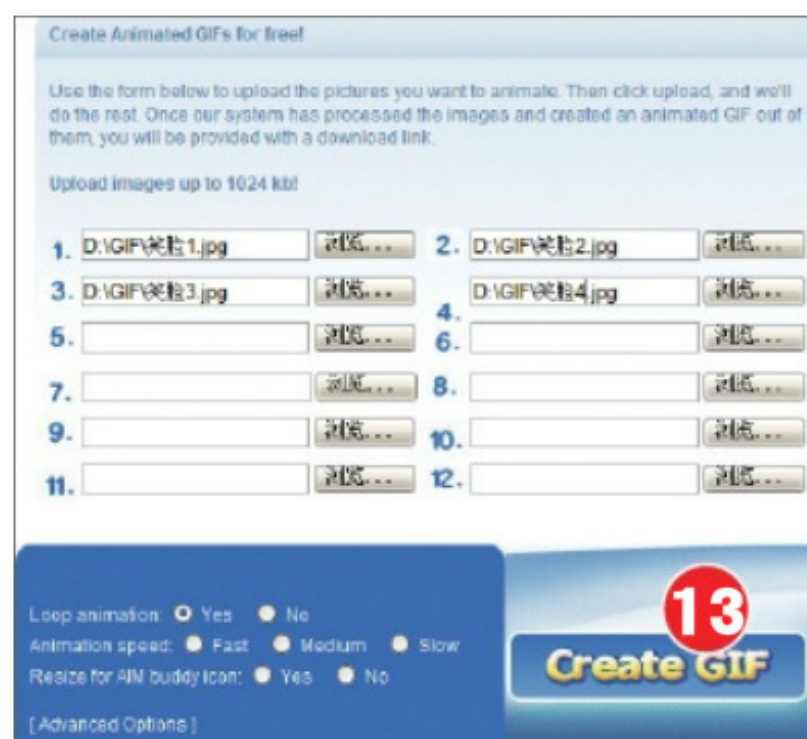 Create Animated GIFs for free!
Use the form below to upload the pictures you want to animate. Then click upload, and we'll
do the rest. Once our system has processed the images and created an animated GIF out of
them, you will be provided with a download link.
Upload images up to 1024 kb!
1. D:\GIF\笑脸1.jpg 浏览... 2. D:\GIF\笑脸2.jpg 浏览...
3. D:\GIF\笑脸3.jpg 浏览... 4. D:\GIF\笑脸4.jpg 浏览...
5. 浏览... 6. 浏览...
7. 浏览... 8. 浏览...
9. 浏览... 10. 浏览...
11. 浏览... 12. 浏览...
13
Loop animation: Yes No
Animation speed: Fast Medium Slow
Resize for AIM buddy icon: Yes No
Create GIF
[ Advanced Options ]